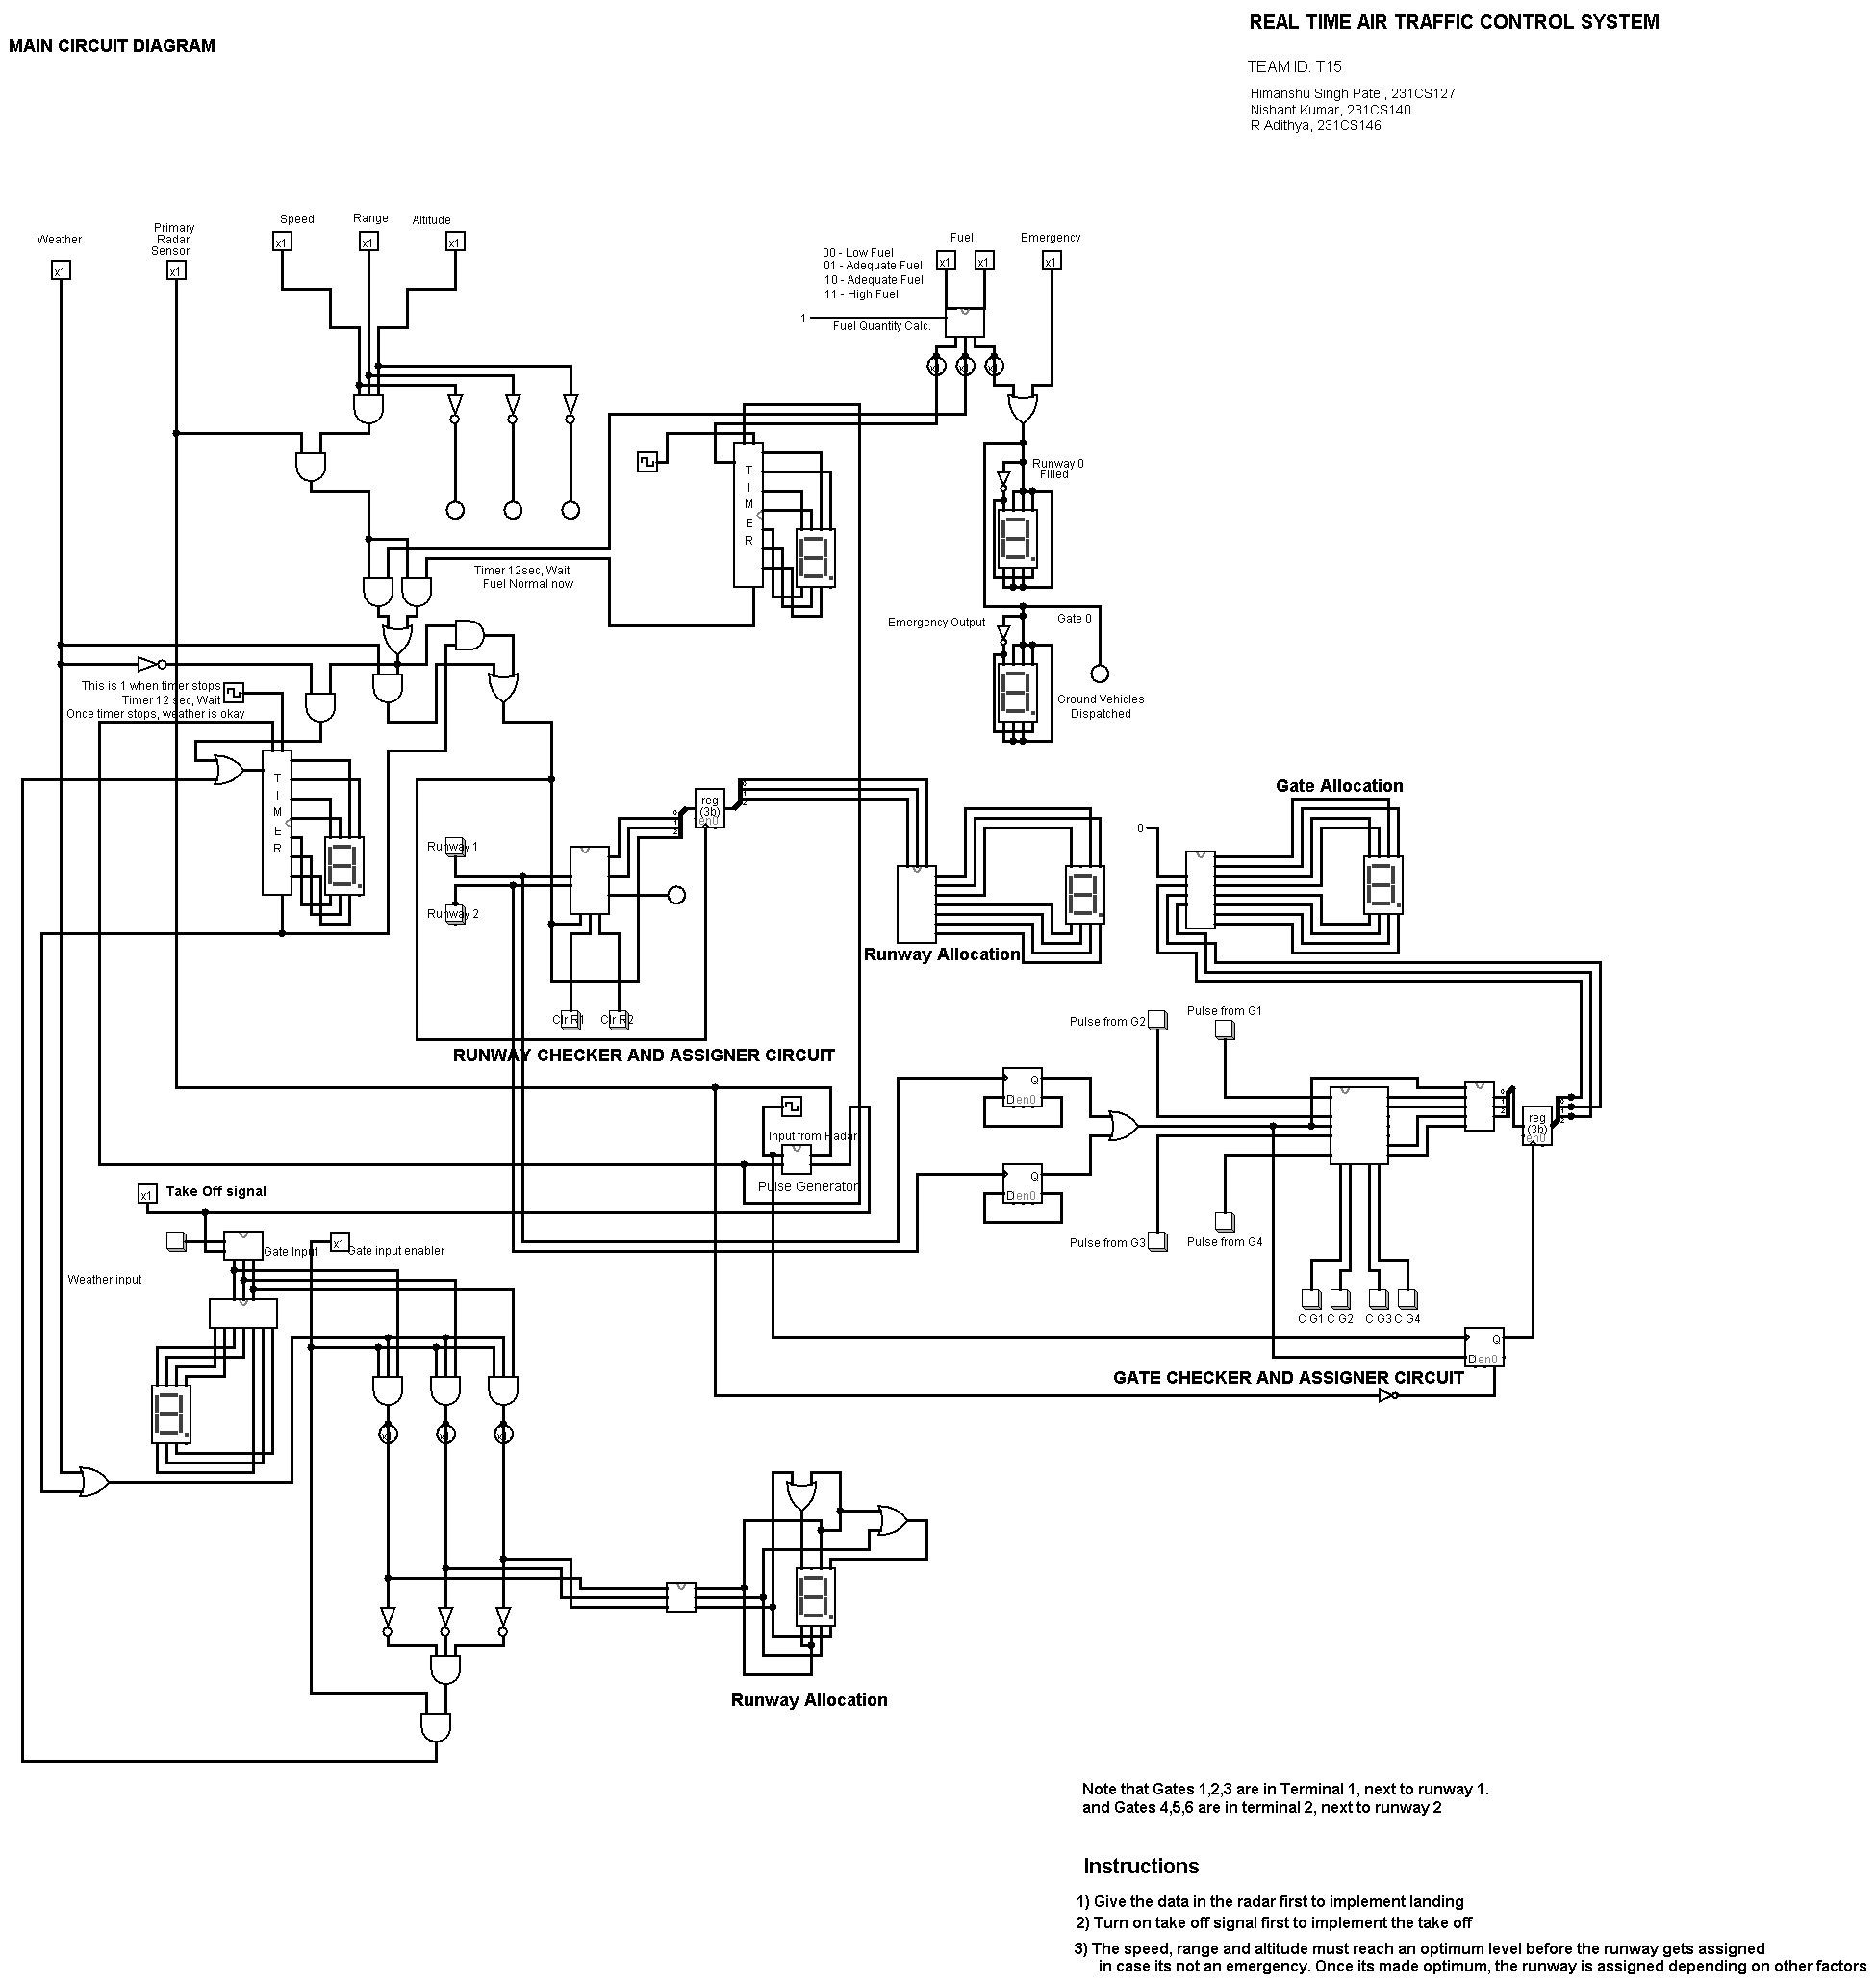 REAL TIME AIR TRAFFIC CONTROL SYSTEM
MAIN CIRCUIT DIAGRAM
TEAM ID: T15
Himanshu Singh Patel, 231CS127
Nishant Kumar, 231CS140
R Adithya, 231CS146
Weather
Primary
Radar
Sensor
Speed
Range
Altitude
x1
x1
x1
x1
x1
00 - Low Fuel
01 - Adequate Fuel
10 - Adequate Fuel
11 - High Fuel
Fuel
Emergency
x1
x1
x1
1
Fuel Quantity Calc.
T
I
M
E
R
Runway 0
Filled
Timer 12sec, Wait
Fuel Normal now
Emergency Output
Gate 0
Ground Vehicles
Dispatched
This is 1 when timer stops
Timer 12 sec, Wait
Once timer stops, weather is okay
T
I
M
E
R
Runway 1
Runway 2
reg
(3b)
en0
0
1
2
0
1
2
Clr R1
Clr R2
RUNWAY CHECKER AND ASSIGNER CIRCUIT
Runway Allocation
Gate Allocation
0
Pulse from G2
Pulse from G1
Q
D en0
Q
D en0
Pulse from G3
Pulse from G4
reg
(3b)
en0
0
1
2
0
1
2
C G1
C G2
C G3
C G4
Q
D en0
GATE CHECKER AND ASSIGNER CIRCUIT
Input from Radar
Pulse Generator
x1
Take Off signal
Gate Input
x1
Gate input enabler
Weather input
Runway Allocation
Note that Gates 1,2,3 are in Terminal 1, next to runway 1.
and Gates 4,5,6 are in terminal 2, next to runway 2
Instructions
1) Give the data in the radar first to implement landing
2) Turn on take off signal first to implement the take off
3) The speed, range and altitude must reach an optimum level before the runway gets assigned
in case its not an emergency. Once its made optimum, the runway is assigned depending on other factors